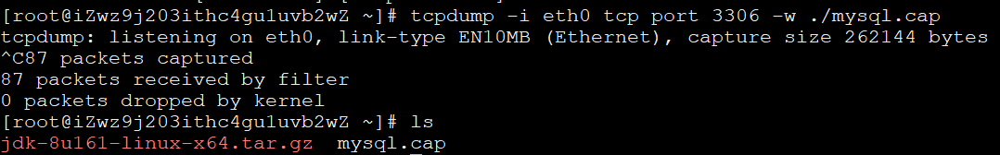 [root@iZwz9j203ithc4gu1uvb2wZ ~]# tcpdump -i eth0 tcp port 3306 -w ./mysql.cap
tcpdump: listening on eth0, link-type EN10MB (Ethernet), capture size 262144 bytes
^C87 packets captured
87 packets received by filter
0 packets dropped by kernel
[root@iZwz9j203ithc4gu1uvb2wZ ~]# ls
jdk-8u161-linux-x64.tar.gz  mysql.cap